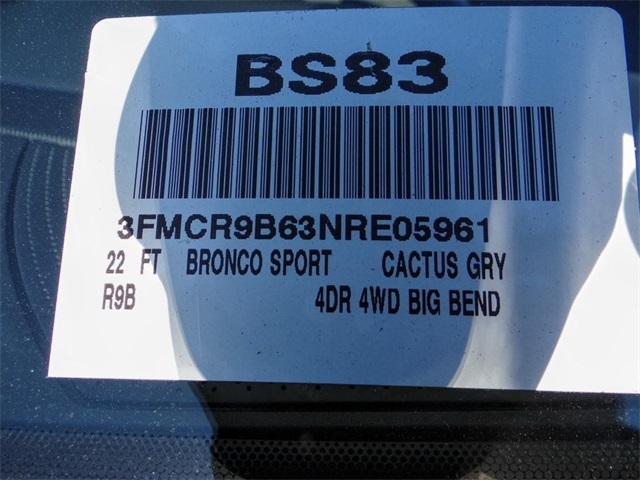 BS83
3FMCR9B63NRE05961
22 FT BRONCO SPORT CACTUS GRY
R9B 4DR 4WD BIG BEND